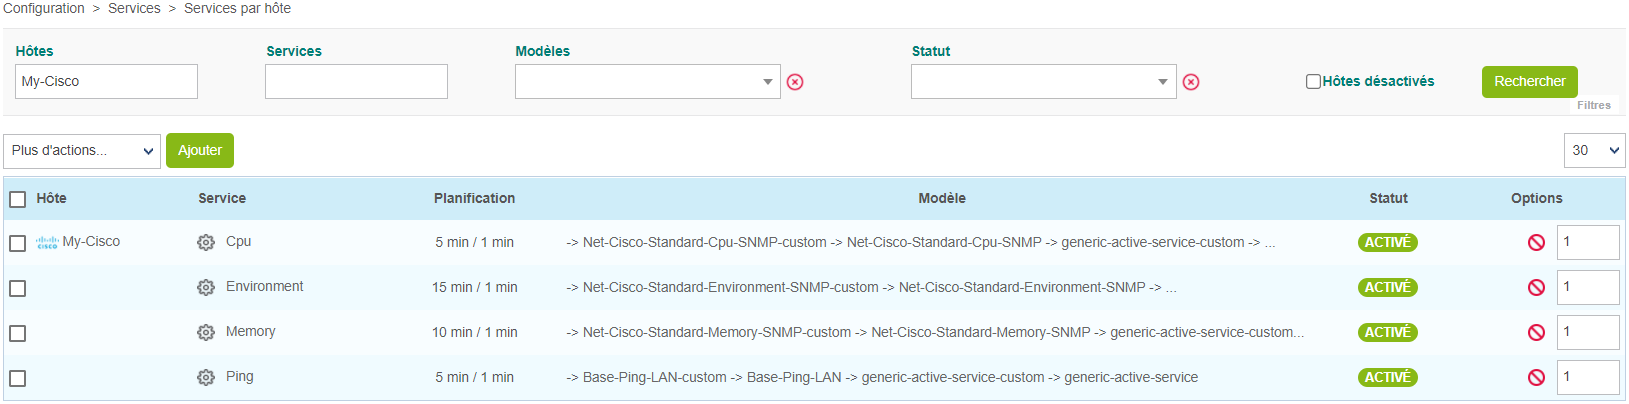 Configuration > Services > Services par hôte
Hôtes Services Modèles Statut
My-Cisco Hôtes désactivés Rechercher
Filtres
Plus d'actions... Ajouter 30
Hôte Service Planification Modèle Statut Options
CISCO My-Cisco Cpu 5 min / 1 min -> Net-Cisco-Standard-Cpu-SNMP-custom -> Net-Cisco-Standard-Cpu-SNMP -> generic-active-service-custom -> ... ACTIVÉ 1
Environment 15 min / 1 min -> Net-Cisco-Standard-Environment-SNMP-custom -> Net-Cisco-Standard-Environment-SNMP -> ... ACTIVÉ 1
Memory 10 min / 1 min -> Net-Cisco-Standard-Memory-SNMP-custom -> Net-Cisco-Standard-Memory-SNMP -> generic-active-service-custom... ACTIVÉ 1
Ping 5 min / 1 min -> Base-Ping-LAN-custom -> Base-Ping-LAN -> generic-active-service-custom -> generic-active-service ACTIVÉ 1